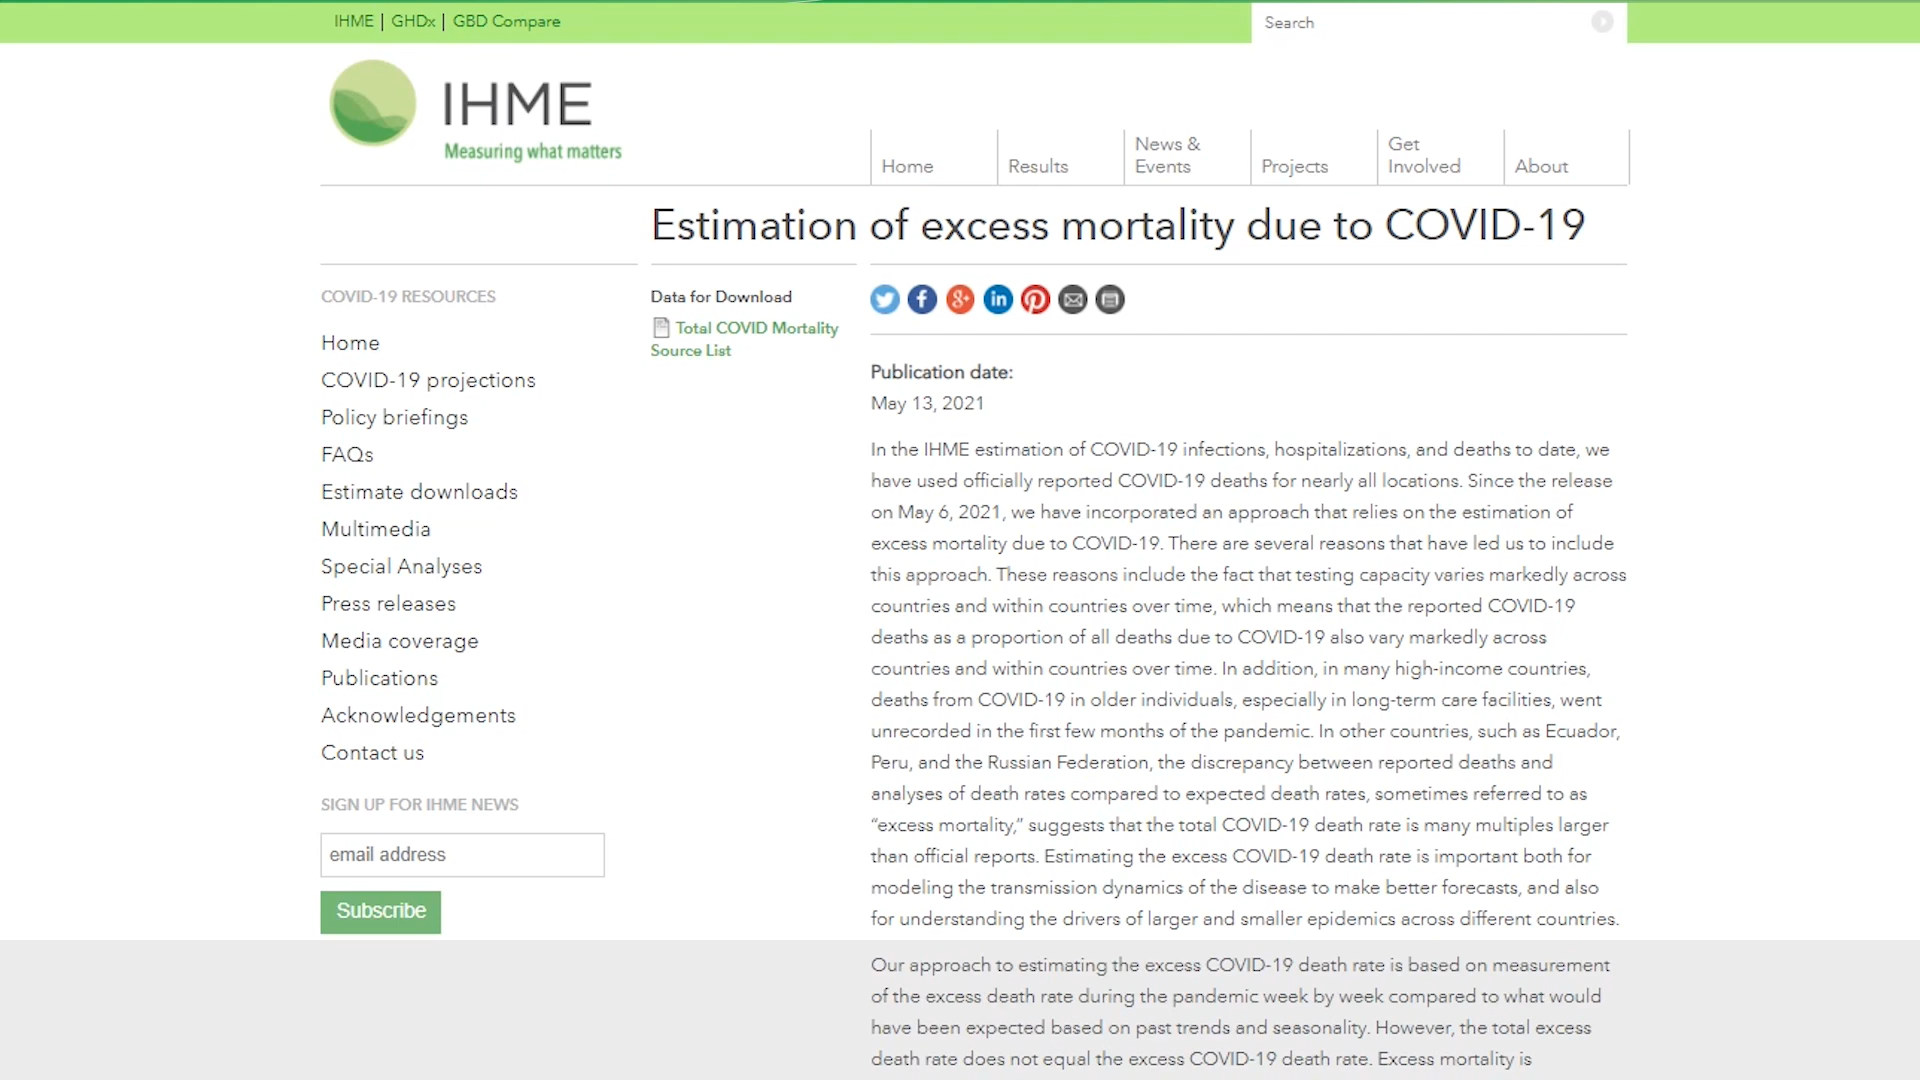 IHME | GHDx | GBD Compare
Search
IHME
Measuring what matters
Home
Results
News &
Events
Projects
Get
Involved
About
Estimation of excess mortality due to COVID-19
COVID-19 RESOURCES
Home
COVID-19 projections
Policy briefings
FAQs
Estimate downloads
Multimedia
Special Analyses
Press releases
Media coverage
Publications
Acknowledgements
Contact us
SIGN UP FOR IHME NEWS
email address
Subscribe
Data for Download
Total COVID Mortality
Source List
Publication date:
May 13, 2021
In the IHME estimation of COVID-19 infections, hospitalizations, and deaths to date, we
have used officially reported COVID-19 deaths for nearly all locations. Since the release
on May 6, 2021, we have incorporated an approach that relies on the estimation of
excess mortality due to COVID-19. There are several reasons that have led us to include
this approach. These reasons include the fact that testing capacity varies markedly across
countries and within countries over time, which means that the reported COVID-19
deaths as a proportion of all deaths due to COVID-19 also vary markedly across
countries and within countries over time. In addition, in many high-income countries,
deaths from COVID-19 in older individuals, especially in long-term care facilities, went
unrecorded in the first few months of the pandemic. In other countries, such as Ecuador,
Peru, and the Russian Federation, the discrepancy between reported deaths and
analyses of death rates compared to expected death rates, sometimes referred to as
“excess mortality,” suggests that the total COVID-19 death rate is many multiples larger
than official reports. Estimating the excess COVID-19 death rate is important both for
modeling the transmission dynamics of the disease to make better forecasts, and also
for understanding the drivers of larger and smaller epidemics across different countries.
Our approach to estimating the excess COVID-19 death rate is based on measurement
of the excess death rate during the pandemic week by week compared to what would
have been expected based on past trends and seasonality. However, the total excess
death rate does not equal the excess COVID-19 death rate. Excess mortality is